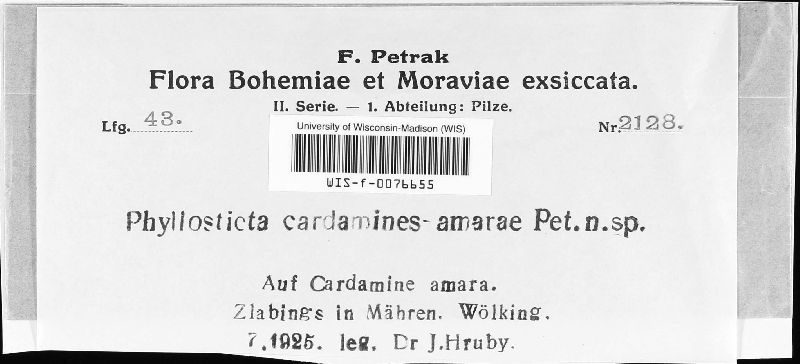 F. Petrak
Flora Bohemiae et Moraviae exsiccata.
II. Serie. — 1. Abteilung: Pilze.
Lfg. 43.
Nr. 2128.
University of Wisconsin-Madison (WIS)
WIS-f-0076655
Phyllosticta cardamines-amarae Pet. n. sp.
Auf Cardamine amara.
Zlabings in Mähren. Wölking.
7. 1925. leg. Dr J. Hruby.